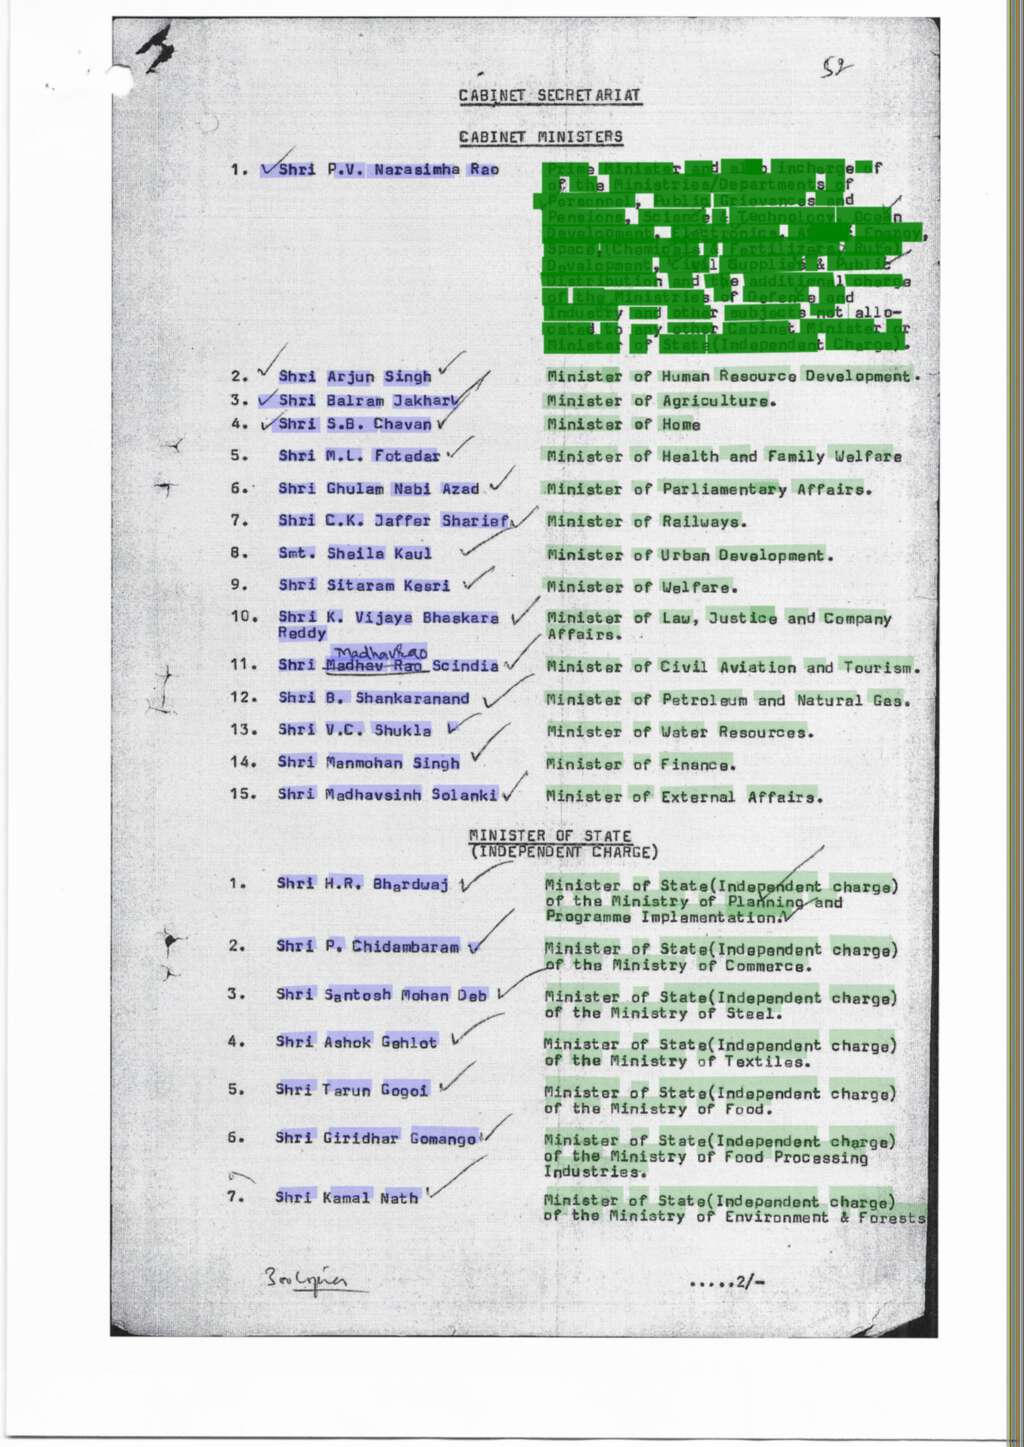 52
CABINET SECRETARIAT
CABINET MINISTERS
1. Shri P.V. Narasimha Rao Prime Minister and also incharge of
of the Ministries/Departments of
Personnel, Public Grievances and
Pensions, Science & Technology, Ocean
Development, Electronics, Atomic Energy,
Space, Chemicals & Fertilizers, Rural
Development, Civil Supplies & Public
Distribution and the additional charge
of the Ministries of Defence and
Industry and other subjects not allo-
cated to any other Cabinet Minister or
Minister of State(Independent Charge).
2. Shri Arjun Singh Minister of Human Resource Development.
3. Shri Balram Jakhar Minister of Agriculture.
4. Shri S.B. Chavan Minister of Home
5. Shri M.L. Fotedar Minister of Health and Family Welfare
6. Shri Ghulam Nabi Azad Minister of Parliamentary Affairs.
7. Shri C.K. Jaffer Sharief Minister of Railways.
8. Smt. Sheila Kaul Minister of Urban Development.
9. Shri Sitaram Kesri Minister of Welfare.
10. Shri K. Vijaya Bhaskara Minister of Law, Justice and Company
Reddy Affairs.
Madhavrao
11. Shri Madhav Rao Scindia Minister of Civil Aviation and Tourism.
12. Shri B. Shankaranand Minister of Petroleum and Natural Gas.
13. Shri V.C. Shukla Minister of Water Resources.
14. Shri Manmohan Singh Minister of Finance.
15. Shri Madhavsinh Solanki Minister of External Affairs.
MINISTER OF STATE
(INDEPENDENT CHARGE)
1. Shri H.R. Bhardwaj Minister of State(Independent charge)
of the Ministry of Planning and
Programme Implementation.
2. Shri P. Chidambaram Minister of State(Independent charge)
of the Ministry of Commerce.
3. Shri Santosh Mohan Deb Minister of State(Independent charge)
of the Ministry of Steel.
4. Shri Ashok Gehlot Minister of State(Independent charge)
of the Ministry of Textiles.
5. Shri Tarun Gogoi Minister of State(Independent charge)
of the Ministry of Food.
6. Shri Giridhar Gomango Minister of State(Independent charge)
of the Ministry of Food Processing
Industries.
7. Shri Kamal Nath Minister of State(Independent charge)
of the Ministry of Environment & Forests
300 Copies
.....2/-